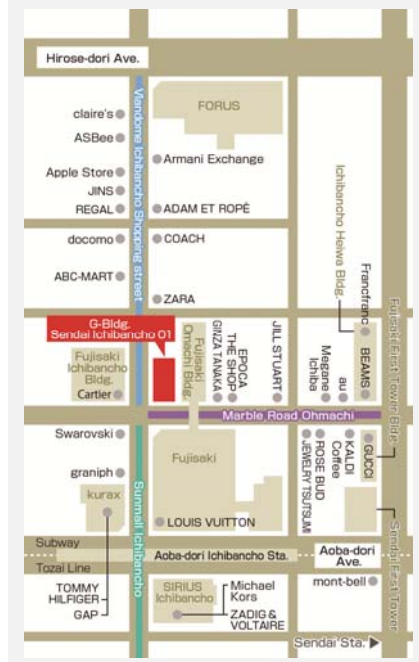 Hirose-dori Ave.
claire's
FORUS
ASBee
Vlandome Ichibancho Shopping street
Armani Exchange
Apple Store
JINS
REGAL
ADAM ET ROPÉ
Ichibancho Heiwa Bldg.
docomo
COACH
ABC-MART
Francfranc
ZARA
G-Bldg.
Sendai Ichibancho 01
Fujisaki
Ichibancho
Bldg.
Cartier
Fujisaki
Omachi Bldg.
GINZA TANAKA
EPOCA
THE SHOP
JILL STUART
Megane
Ichiba
au
BEAMS
Fujisaki First Tower Bldg.
Marble Road Ohmachi
Swarovski
graniph
kurax
Fujisaki
JEWELRY TSUTSUMI
ROSE BUD
KALDI
Coffee
GUCCI
LOUIS VUITTON
Sunmall Ichibancho
Sendai First Tower
Subway
Tozai Line
Aoba-dori Ichibancho Sta.
Aoba-dori
Ave.
TOMMY
HILFIGER
GAP
SIRIUS
Ichibancho
Michael
Kors
ZADIG &
VOLTAIRE
mont-bell
Sendai Sta.